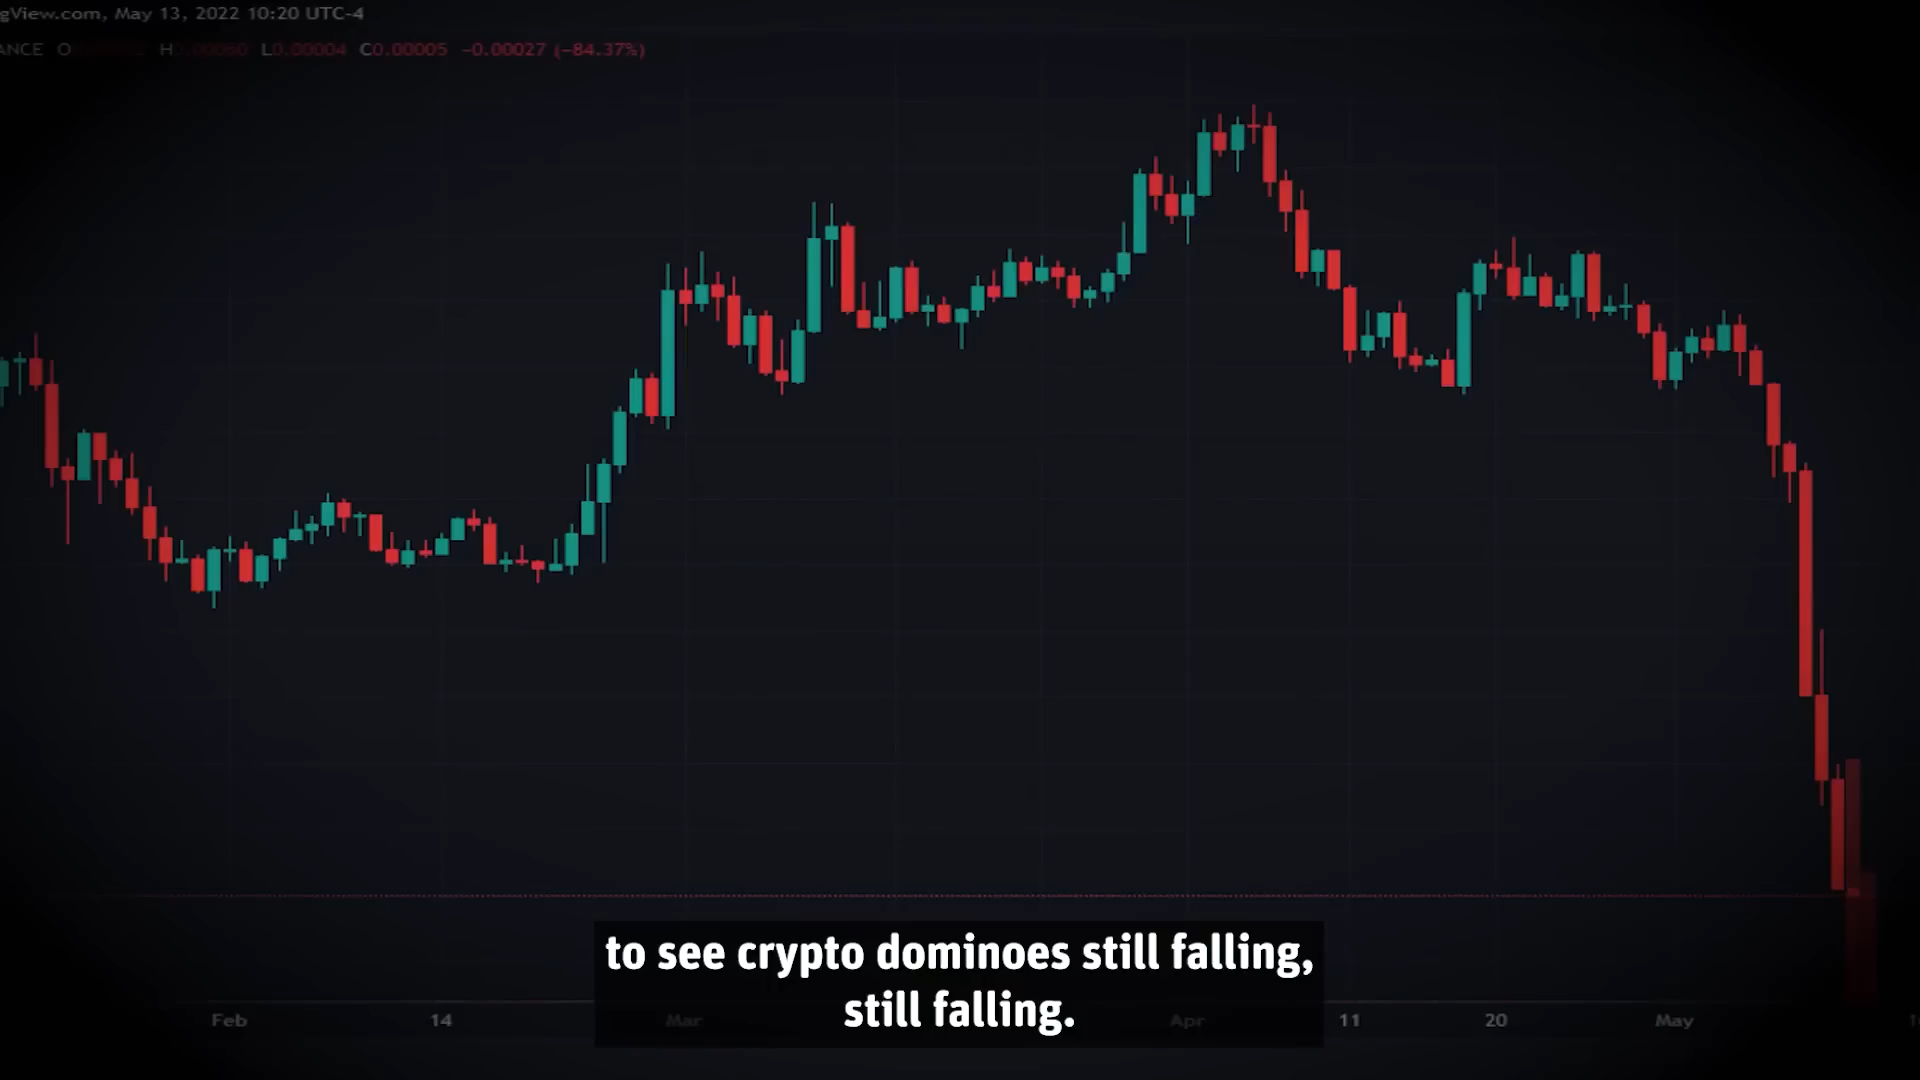 gView.com, May 13, 2022 10:20 UTC-4
ANCE O H L0.00004 C0.00005 −0.00027 (−84.37%)
to see crypto dominoes still falling,
still falling.
Feb 14 Mar Apr 11 20 May